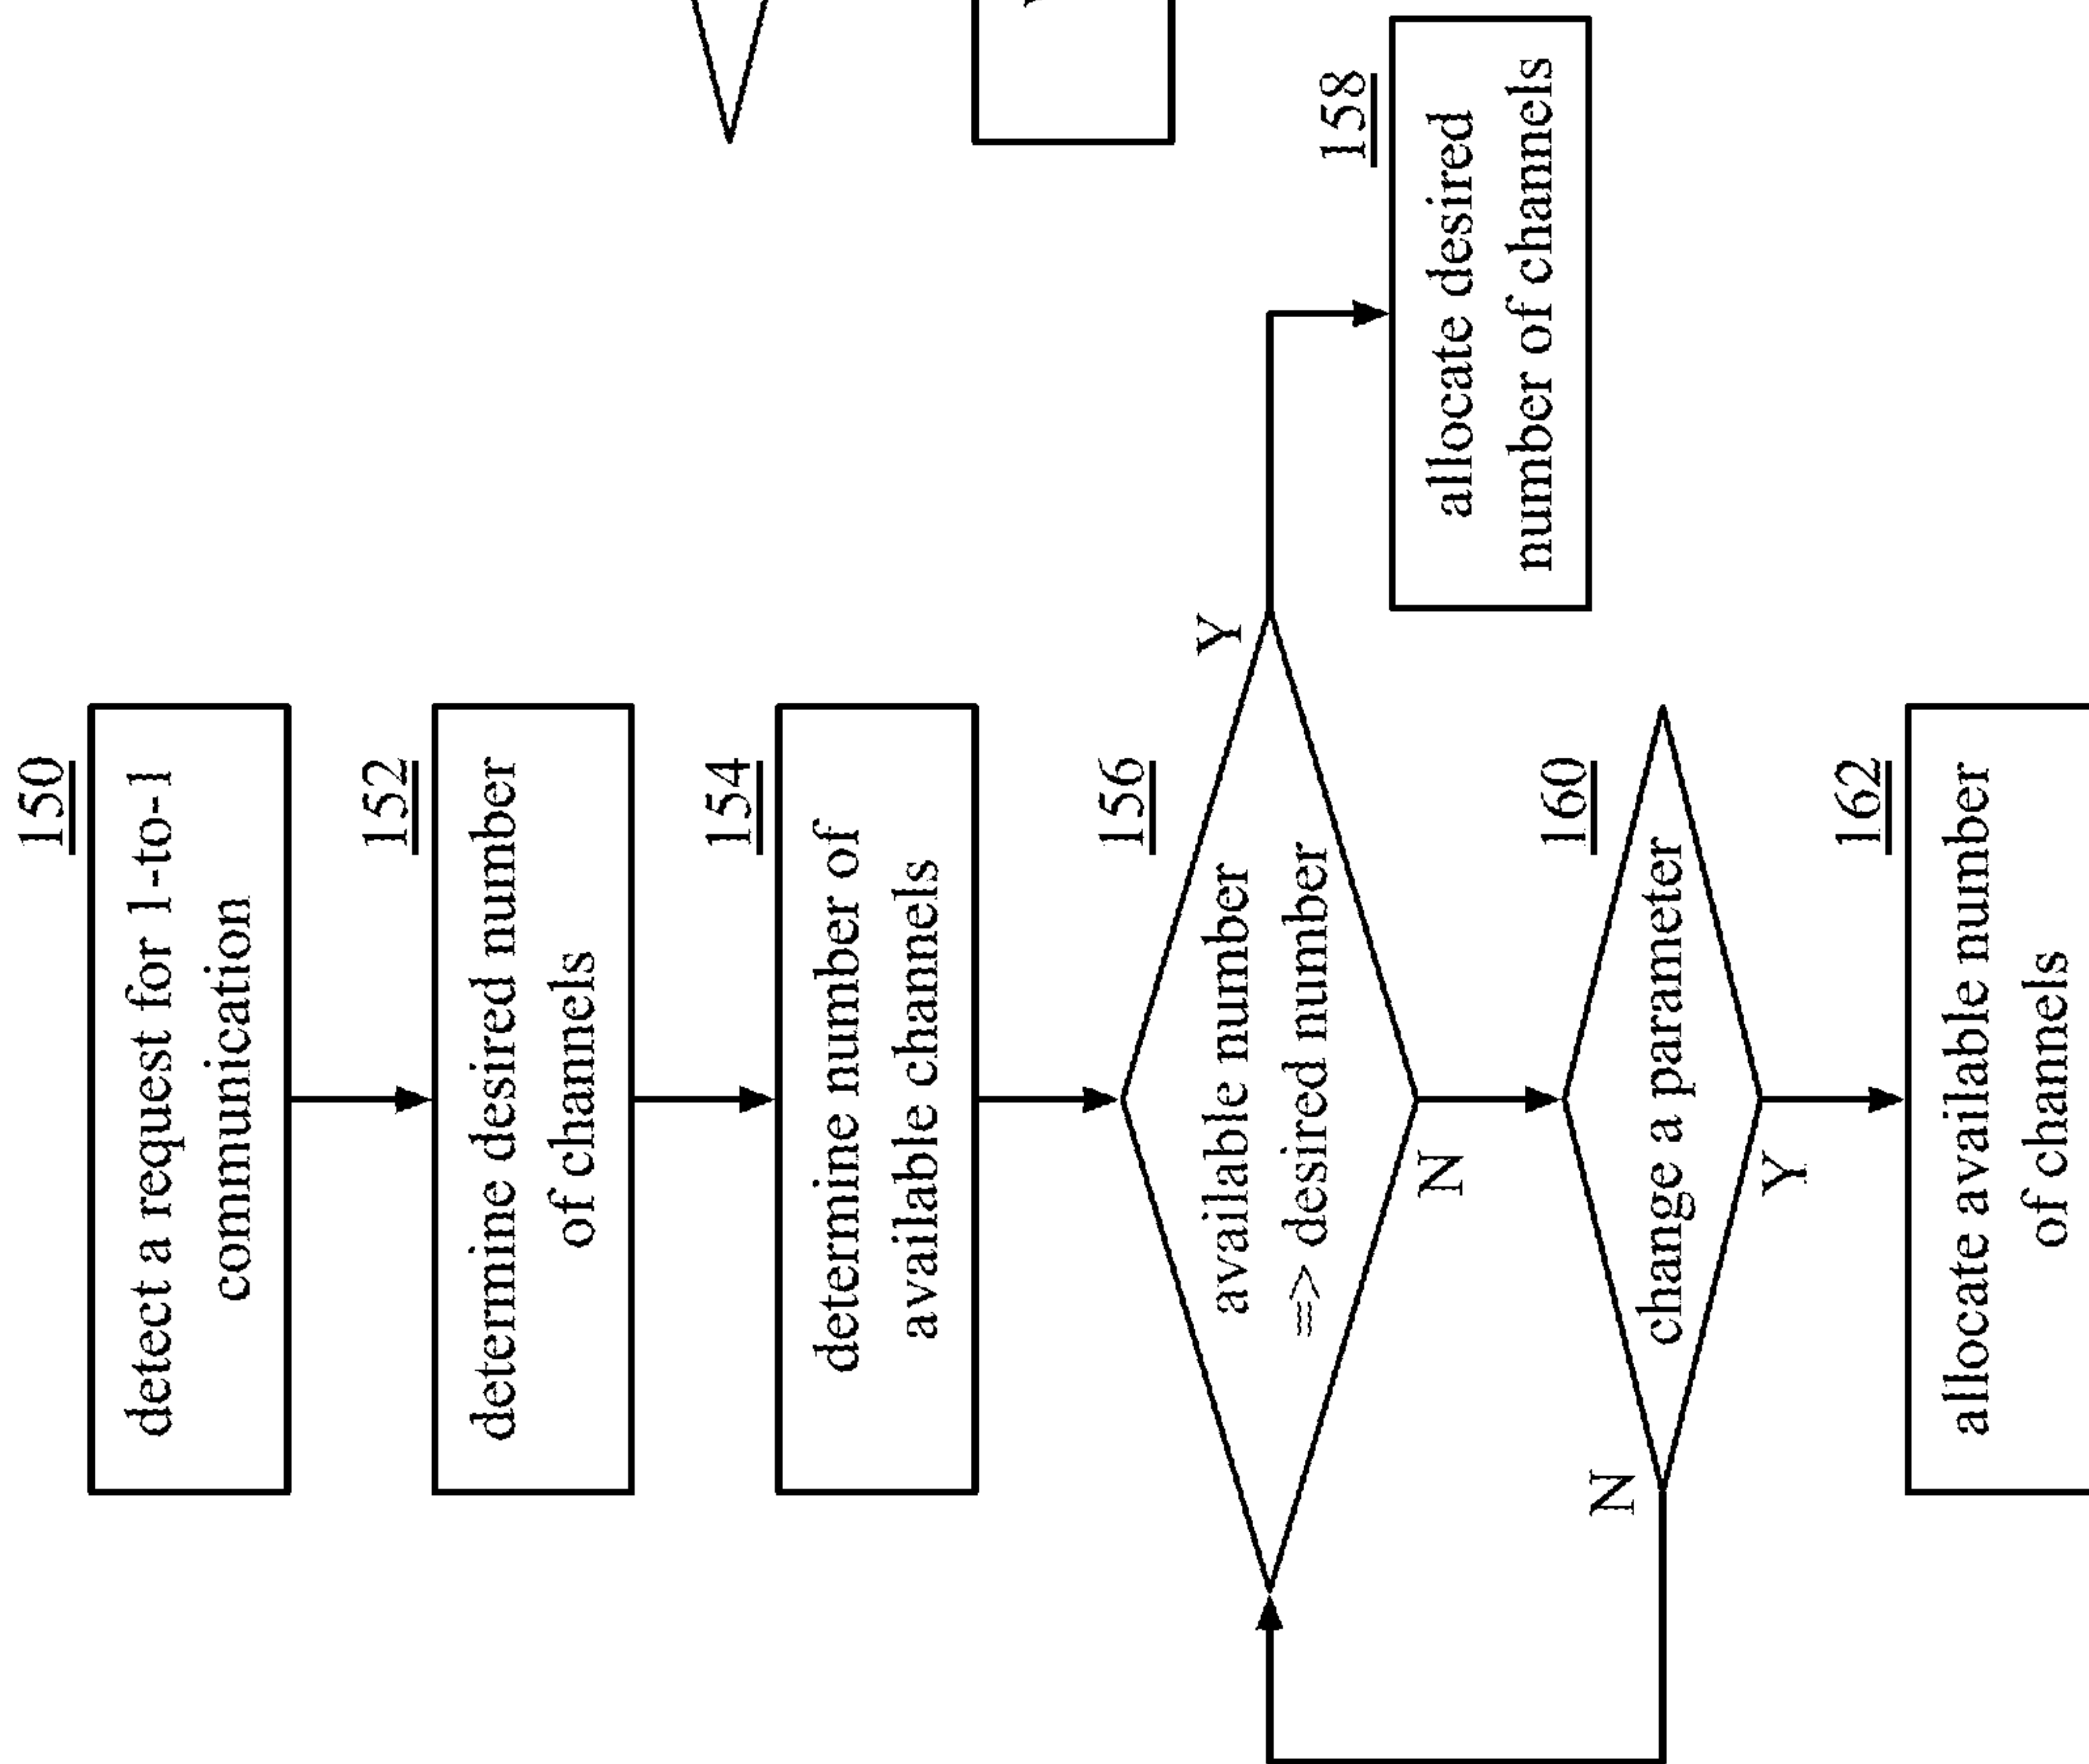 150
detect a request for 1-to-1
communication
152
determine desired number
of channels
154
determine number of
available channels
156
available number
=> desired number
Y
N
158
allocate desired
number of channels
160
change a parameter
N
Y
162
allocate available number
of channels